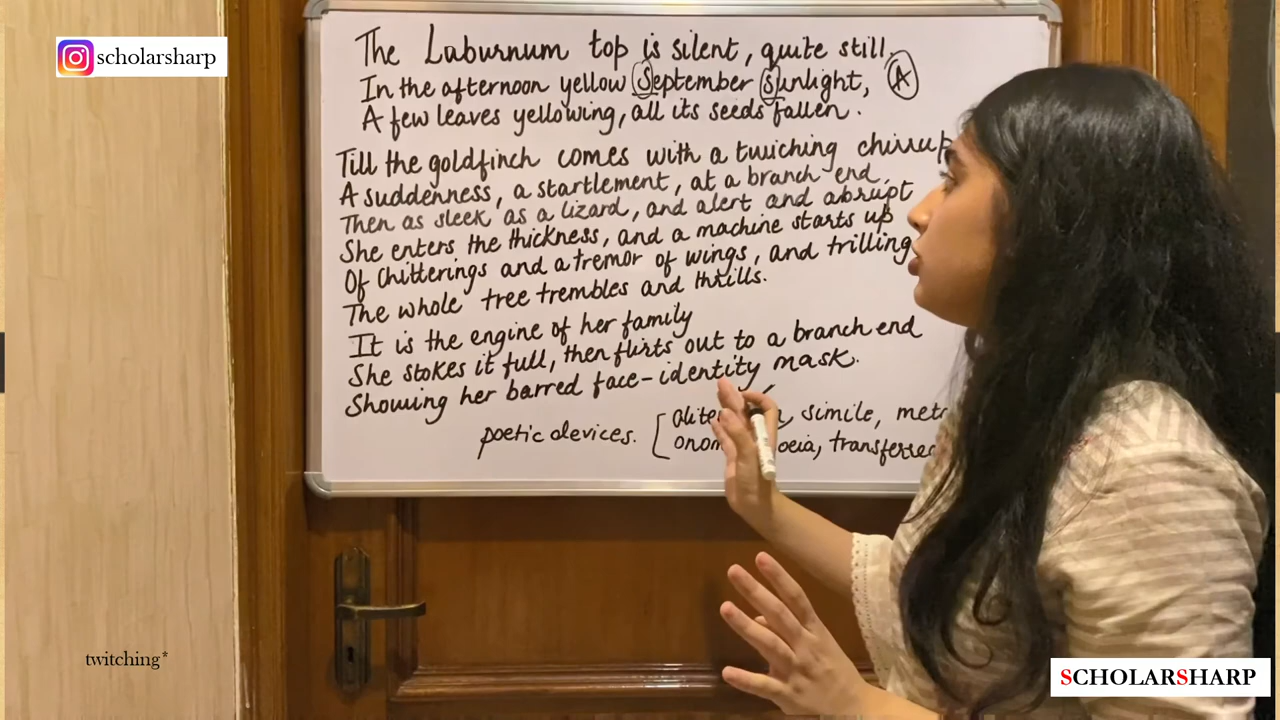 scholarsharp
The Laburnum top is silent, quite still,
In the afternoon yellow September Sunlight, A
A few leaves yellowing, all its seeds fallen.
Till the goldfinch comes with a twiching chirrup
A suddenness, a startlement, at a branch end,
Then as sleek as a lizard, and alert and abrupt
She enters the thickness, and a machine starts up
Of chitterings and a tremor of wings, and trilling
The whole tree trembles and thrills.
It is the engine of her family
She stokes it full, then flirts out to a branch end
Showing her barred face-identity mask.
poetic devices. [ simile,
twitching*
SCHOLARSHARP